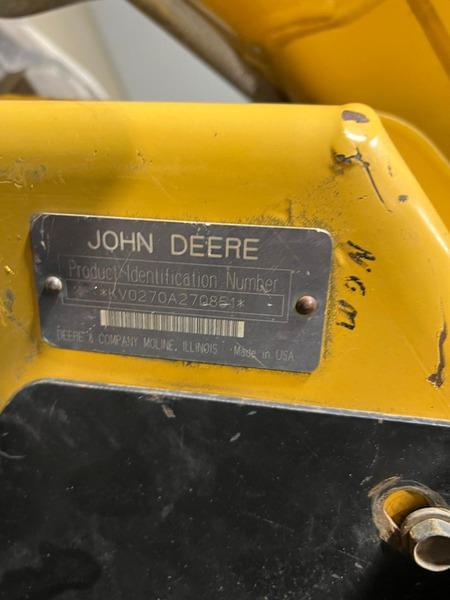 JOHN DEERE
Product Identification Number
*KV0270A270851*
DEERE & COMPANY MOLINE, ILLINOIS Made in USA